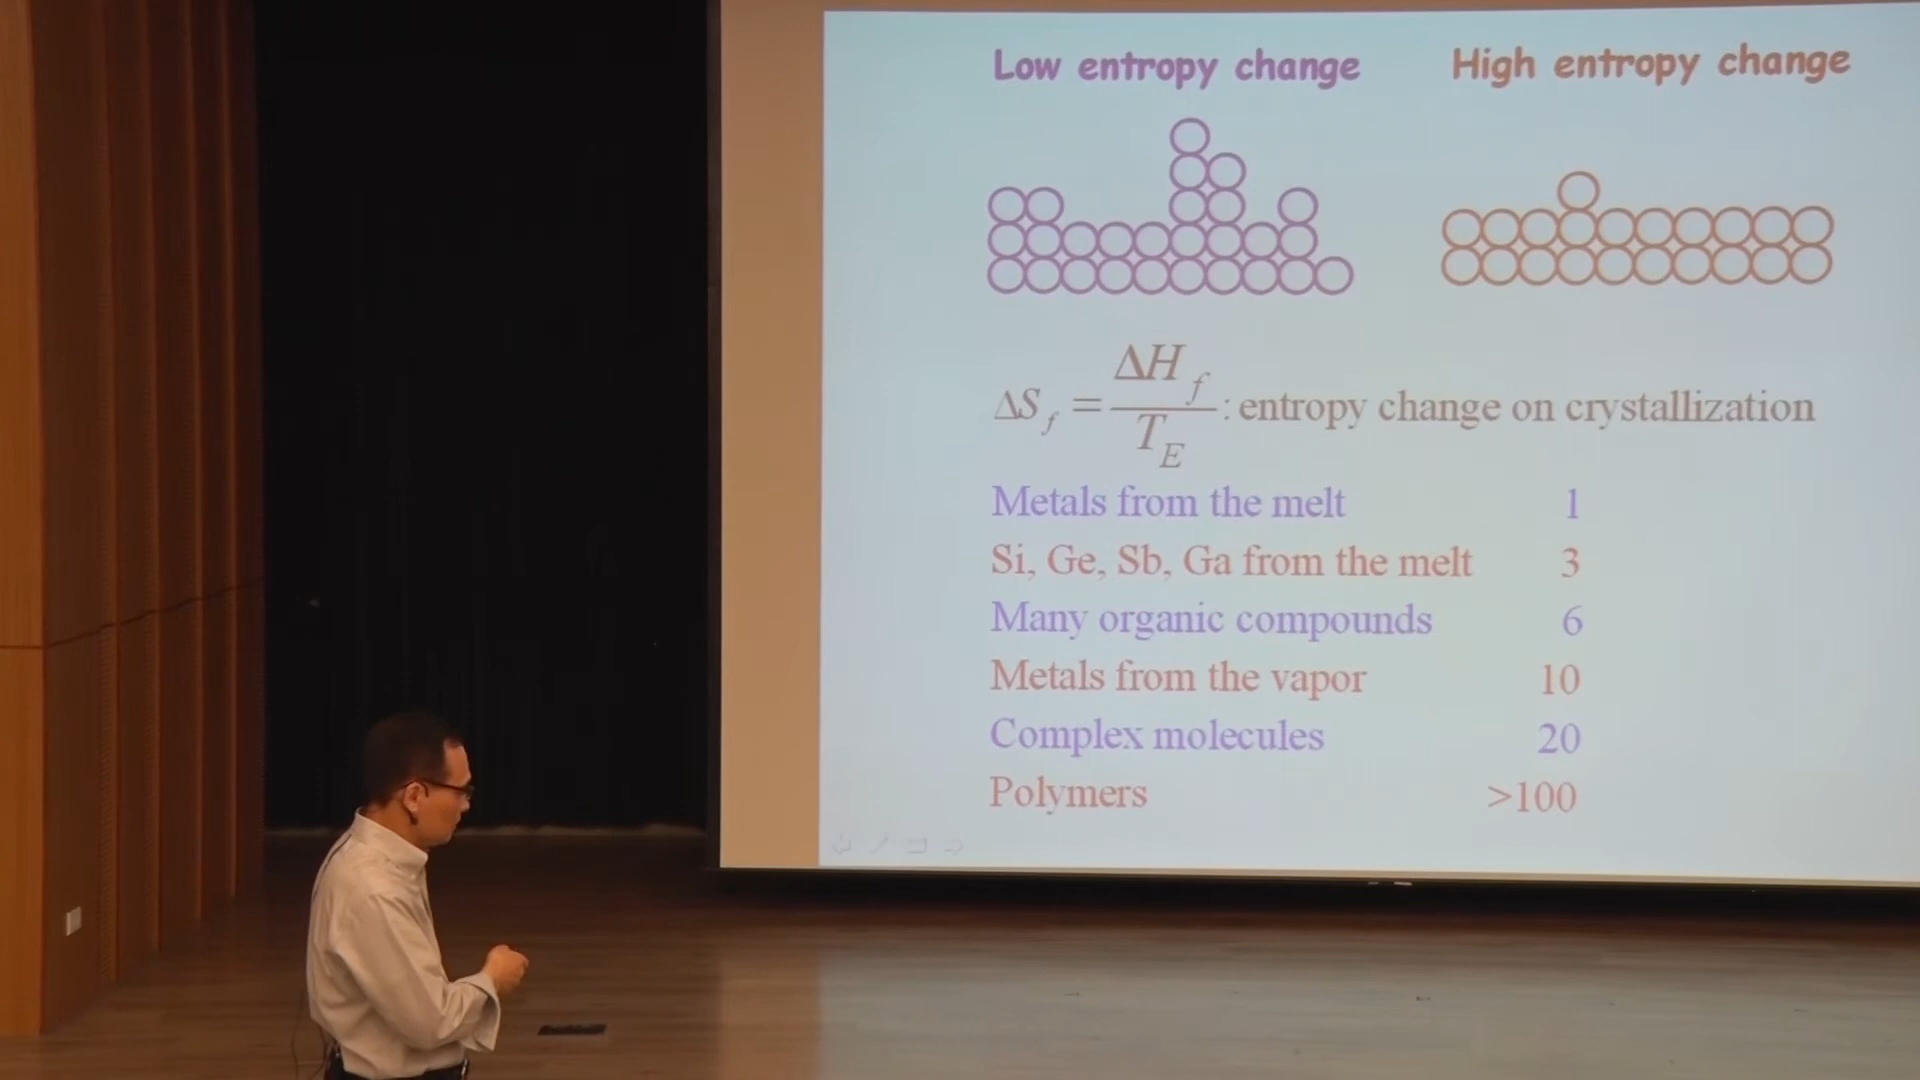 Low entropy change
High entropy change
ΔS_f = ΔH_f / T_E : entropy change on crystallization
Metals from the melt 1
Si, Ge, Sb, Ga from the melt 3
Many organic compounds 6
Metals from the vapor 10
Complex molecules 20
Polymers >100